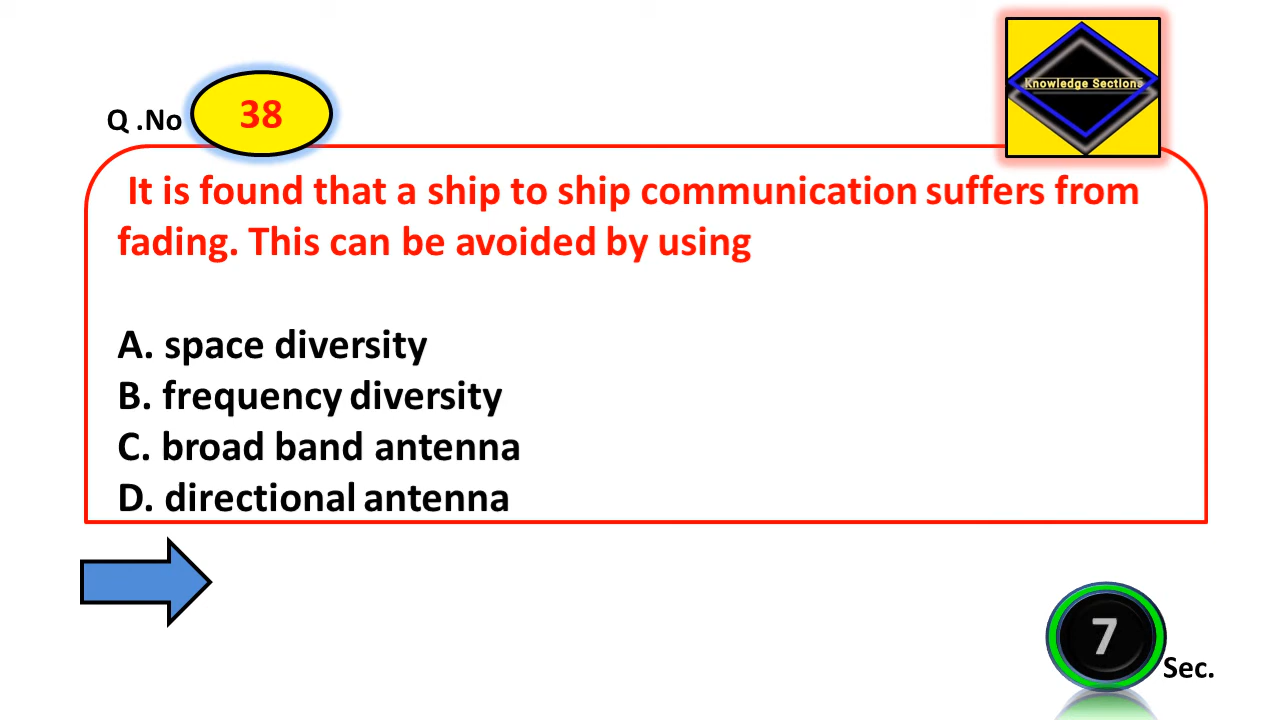 Knowledge Sections
Q .No 38
It is found that a ship to ship communication suffers from
fading. This can be avoided by using
A. space diversity
B. frequency diversity
C. broad band antenna
D. directional antenna
7 Sec.